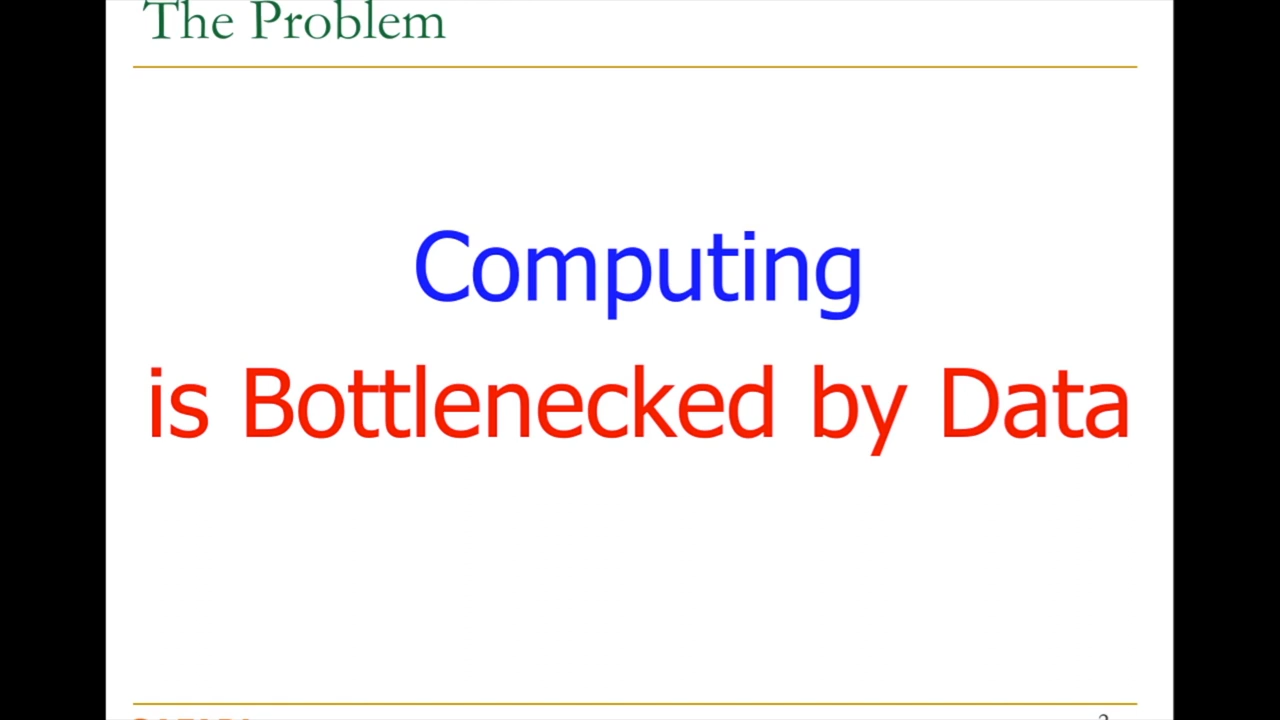 The Problem
Computing
is Bottlenecked by Data